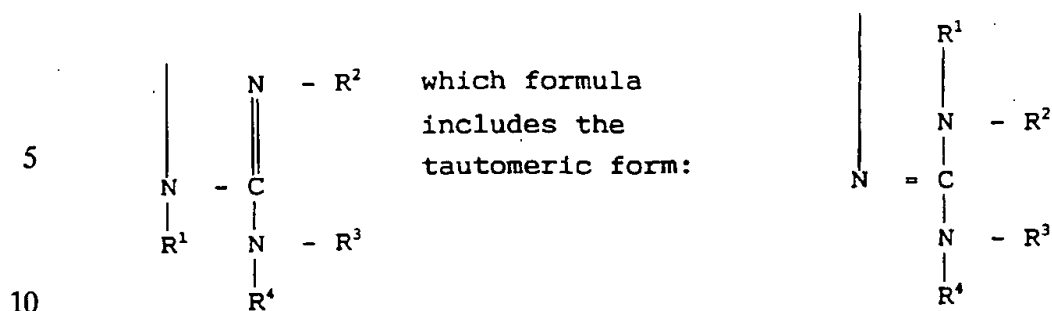 R¹
N - R² which formula
includes the N - R²
5 tautomeric form:
N - C N = C
R¹ N - R³ N - R³
10 R⁴ R⁴